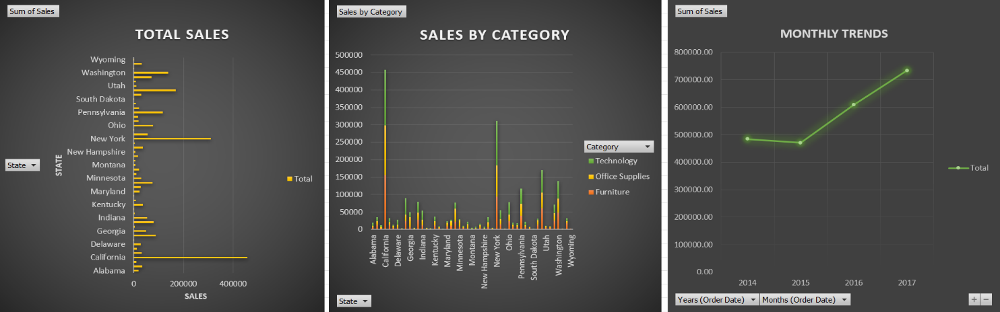 Sum of Sales
TOTAL SALES
Wyoming
Washington
Utah
South Dakota
Pennsylvania
Ohio
New York
New Hampshire
Montana
Minnesota
Maryland
Kentucky
Indiana
Georgia
Delaware
California
Alabama
STATE
State
0 200000 400000
SALES
Total
Sales by Category
SALES BY CATEGORY
500000
450000
400000
350000
300000
250000
200000
150000
100000
50000
0
Alabama
California
Delaware
Georgia
Indiana
Kentucky
Maryland
Minnesota
Montana
New Hampshire
New York
Ohio
Pennsylvania
South Dakota
Utah
Washington
Wyoming
Category
Technology
Office Supplies
Furniture
State
Sum of Sales
MONTHLY TRENDS
800000.00
700000.00
600000.00
500000.00
400000.00
300000.00
200000.00
100000.00
0.00
2014 2015 2016 2017
Total
Years (Order Date) Months (Order Date)
+ −